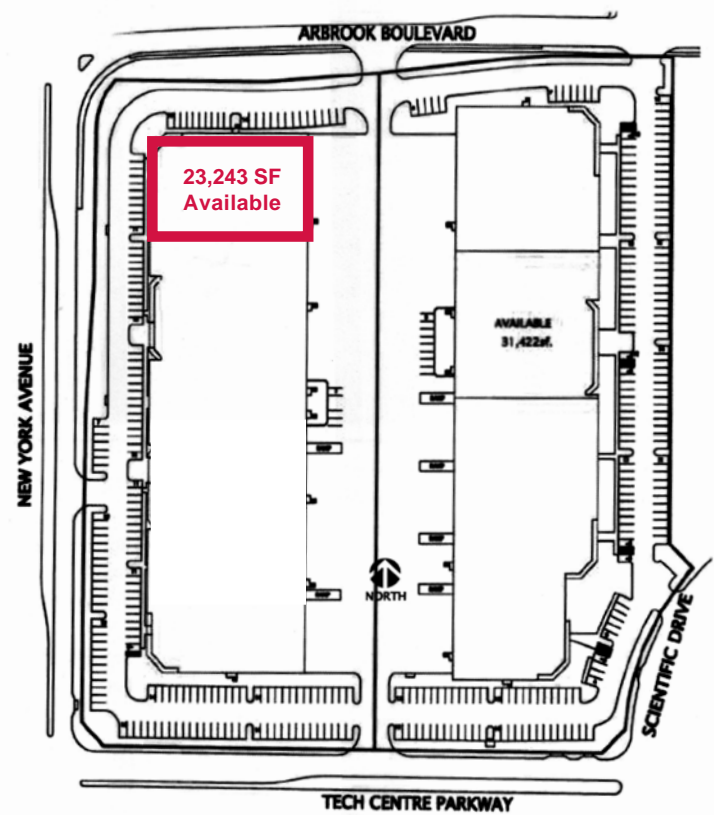 ARBROOK BOULEVARD
23,243 SF
Available
AVAILABLE
31,422sf.
NEW YORK AVENUE
NORTH
SCIENTIFIC DRIVE
TECH CENTRE PARKWAY